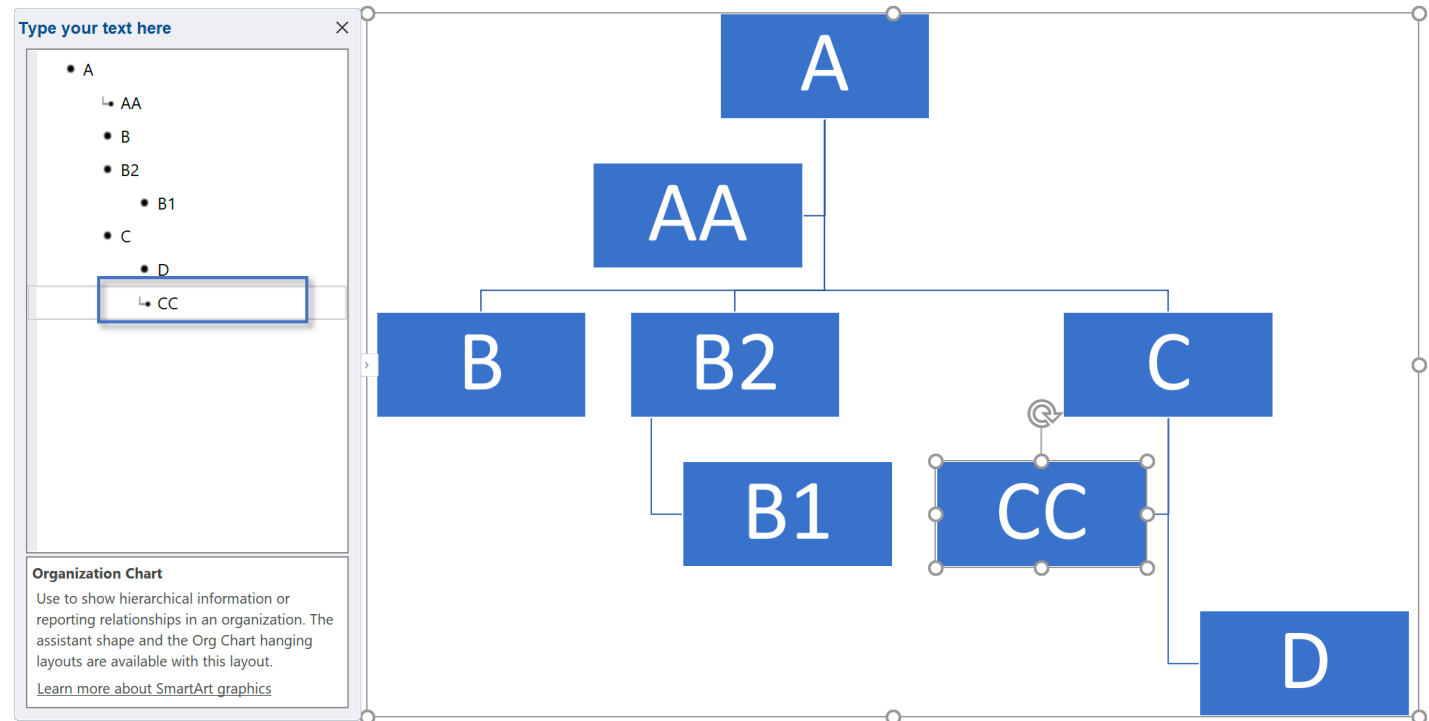 Type your text here
A
AA
B
B2
B1
C
D
CC
Organization Chart
Use to show hierarchical information or
reporting relationships in an organization. The
assistant shape and the Org Chart hanging
layouts are available with this layout.
Learn more about SmartArt graphics
A
AA
B B2 C
B1 CC
D